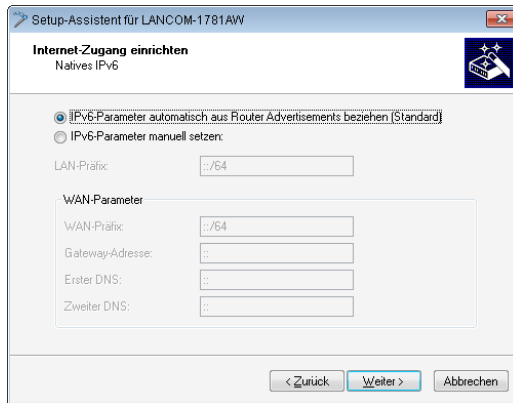 Setup-Assistent für LANCOM-1781AW
Internet-Zugang einrichten
Natives IPv6
IPv6-Parameter automatisch aus Router Advertisements beziehen (Standard)
IPv6-Parameter manuell setzen:
LAN-Präfix: ::/64
WAN-Parameter
WAN-Präfix: ::/64
Gateway-Adresse: ::
Erster DNS: ::
Zweiter DNS: ::
< Zurück Weiter > Abbrechen